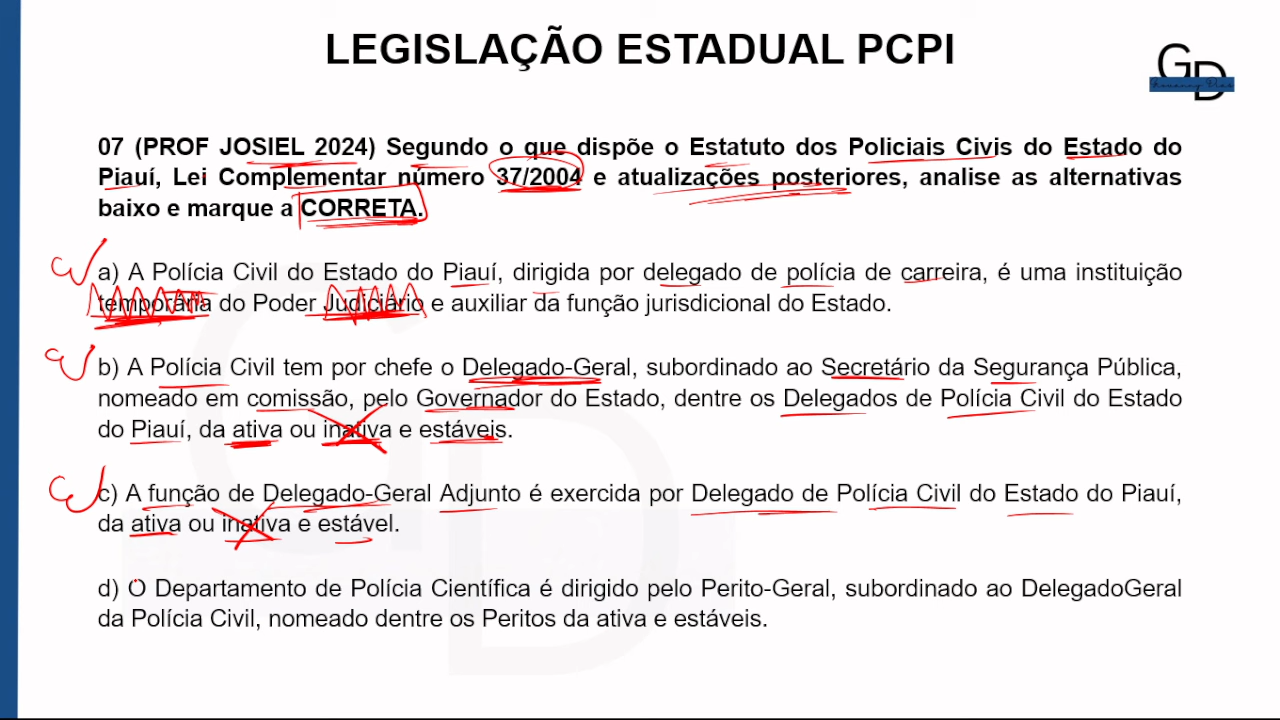 LEGISLAÇÃO ESTADUAL PCPI
GD
07 (PROF JOSIEL 2024) Segundo o que dispõe o Estatuto dos Policiais Civis do Estado do
Piauí, Lei Complementar número 37/2004 e atualizações posteriores, analise as alternativas
baixo e marque a CORRETA.
a) A Polícia Civil do Estado do Piauí, dirigida por delegado de polícia de carreira, é uma instituição
temporária do Poder Judiciário e auxiliar da função jurisdicional do Estado.
b) A Polícia Civil tem por chefe o Delegado-Geral, subordinado ao Secretário da Segurança Pública,
nomeado em comissão, pelo Governador do Estado, dentre os Delegados de Polícia Civil do Estado
do Piauí, da ativa ou inativa e estáveis.
c) A função de Delegado-Geral Adjunto é exercida por Delegado de Polícia Civil do Estado do Piauí,
da ativa ou inativa e estável.
d) O Departamento de Polícia Científica é dirigido pelo Perito-Geral, subordinado ao DelegadoGeral
da Polícia Civil, nomeado dentre os Peritos da ativa e estáveis.